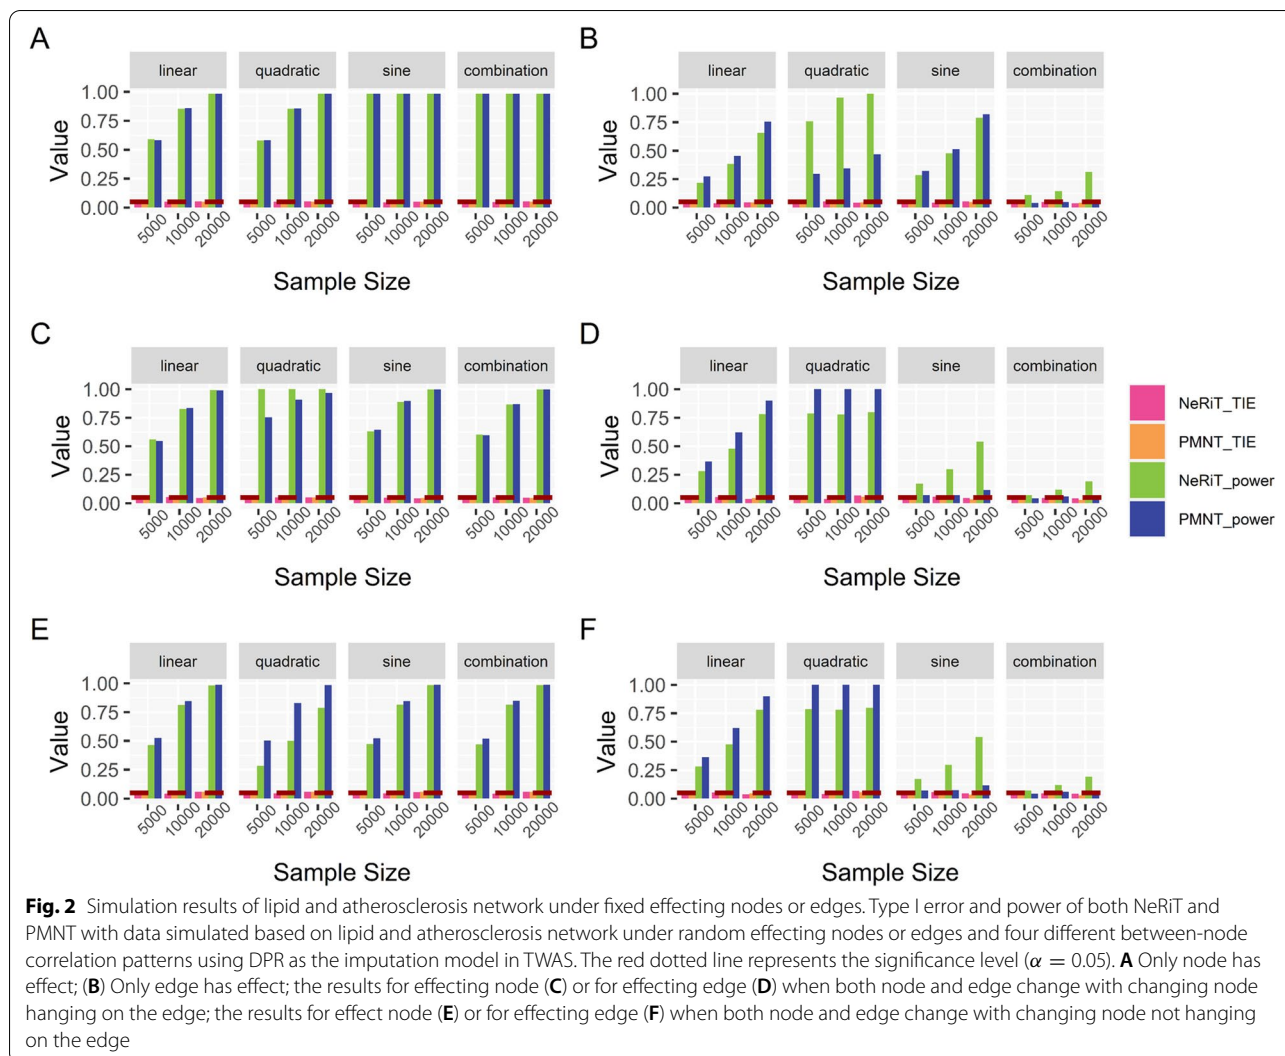 A
linear quadratic sine combination
1.00
0.75
0.50
0.25
0.00
Value
5000 10000 20000 5000 10000 20000 5000 10000 20000 5000 10000 20000
Sample Size
B
linear quadratic sine combination
1.00
0.75
0.50
0.25
0.00
Value
5000 10000 20000 5000 10000 20000 5000 10000 20000 5000 10000 20000
Sample Size
C
linear quadratic sine combination
1.00
0.75
0.50
0.25
0.00
Value
5000 10000 20000 5000 10000 20000 5000 10000 20000 5000 10000 20000
Sample Size
D
linear quadratic sine combination
1.00
0.75
0.50
0.25
0.00
Value
5000 10000 20000 5000 10000 20000 5000 10000 20000 5000 10000 20000
Sample Size
NeRiT_TIE
PMNT_TIE
NeRiT_power
PMNT_power
E
linear quadratic sine combination
1.00
0.75
0.50
0.25
0.00
Value
5000 10000 20000 5000 10000 20000 5000 10000 20000 5000 10000 20000
Sample Size
F
linear quadratic sine combination
1.00
0.75
0.50
0.25
0.00
Value
5000 10000 20000 5000 10000 20000 5000 10000 20000 5000 10000 20000
Sample Size
Fig. 2 Simulation results of lipid and atherosclerosis network under fixed effecting nodes or edges. Type I error and power of both NeRiT and
PMNT with data simulated based on lipid and atherosclerosis network under random effecting nodes or edges and four different between-node
correlation patterns using DPR as the imputation model in TWAS. The red dotted line represents the significance level (α = 0.05). A Only node has
effect; (B) Only edge has effect; the results for effecting node (C) or for effecting edge (D) when both node and edge change with changing node
hanging on the edge; the results for effect node (E) or for effecting edge (F) when both node and edge change with changing node not hanging
on the edge